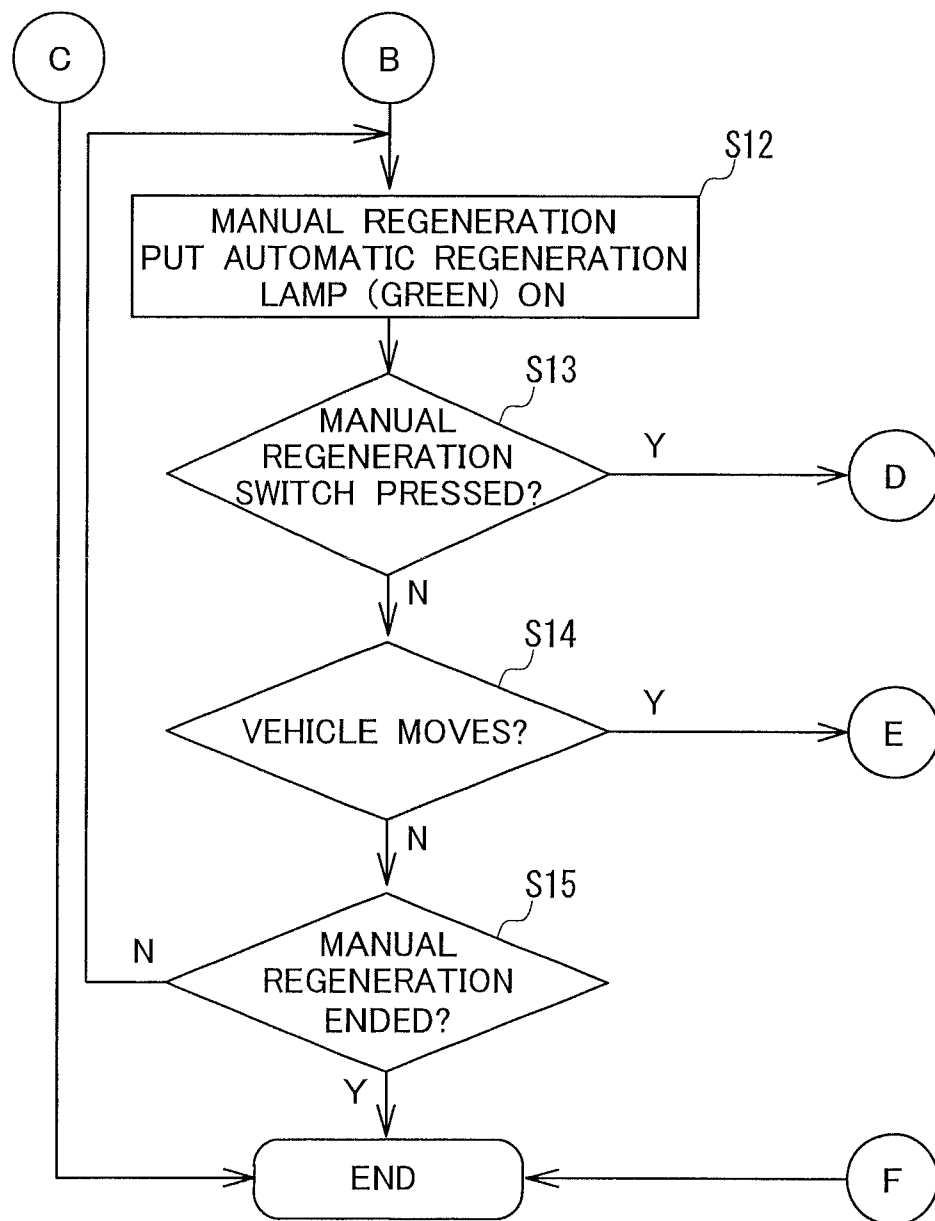 C
B
S12
MANUAL REGENERATION
PUT AUTOMATIC REGENERATION
LAMP (GREEN) ON
S13
MANUAL
REGENERATION
SWITCH PRESSED?
Y
D
N
S14
VEHICLE MOVES?
Y
E
N
S15
MANUAL
REGENERATION
ENDED?
N
Y
END
F